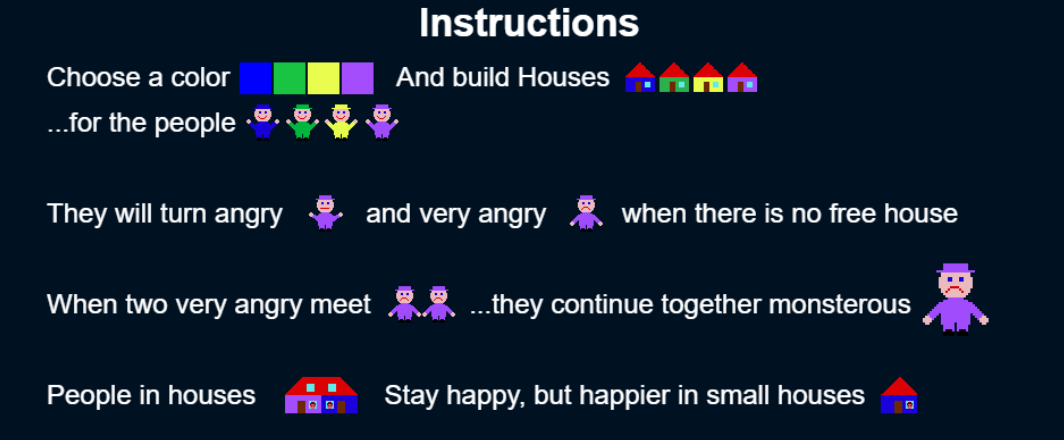 Instructions
Choose a color And build Houses
...for the people
They will turn angry and very angry when there is no free house
When two very angry meet ...they continue together monsterous
People in houses Stay happy, but happier in small houses